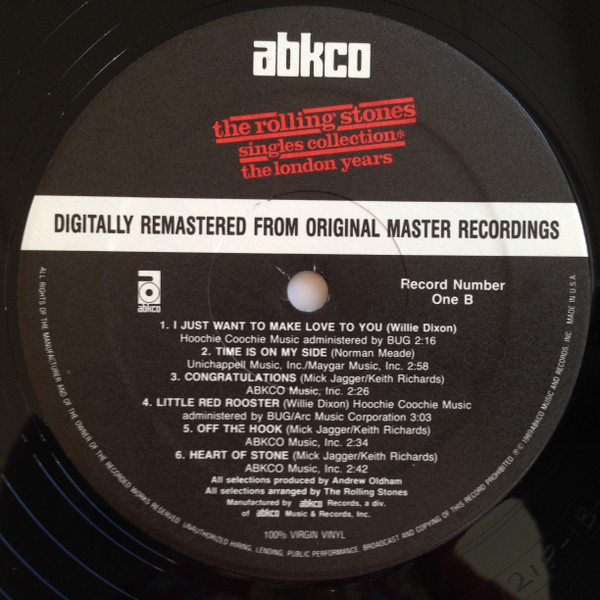 abkco
the rolling stones
singles collection*
the london years
DIGITALLY REMASTERED FROM ORIGINAL MASTER RECORDINGS
abkco
Record Number
One B
1. I JUST WANT TO MAKE LOVE TO YOU (Willie Dixon)
Hoochie Coochie Music administered by BUG 2:16
2. TIME IS ON MY SIDE (Norman Meade)
Unichappell Music, Inc./Maygar Music, Inc. 2:58
3. CONGRATULATIONS (Mick Jagger/Keith Richards)
ABKCO Music, Inc. 2:26
4. LITTLE RED ROOSTER (Willie Dixon) Hoochie Coochie Music
administered by BUG/Arc Music Corporation 3:03
5. OFF THE HOOK (Mick Jagger/Keith Richards)
ABKCO Music, Inc. 2:34
6. HEART OF STONE (Mick Jagger/Keith Richards)
ABKCO Music, Inc. 2:42
All selections produced by Andrew Oldham
All selections arranged by The Rolling Stones
Manufactured by abkco Records, a div.
of abkco Music & Records, Inc.
100% VIRGIN VINYL
ALL RIGHTS OF THE MANUFACTURER AND OF THE OWNER OF THE RECORDED WORKS RESERVED. UNAUTHORIZED HIRING, LENDING, PUBLIC PERFORMANCE, BROADCAST AND COPYING OF THIS RECORD PROHIBITED ℗ © 1989 ABKCO MUSIC AND RECORDS, INC. MADE IN U.S.A.